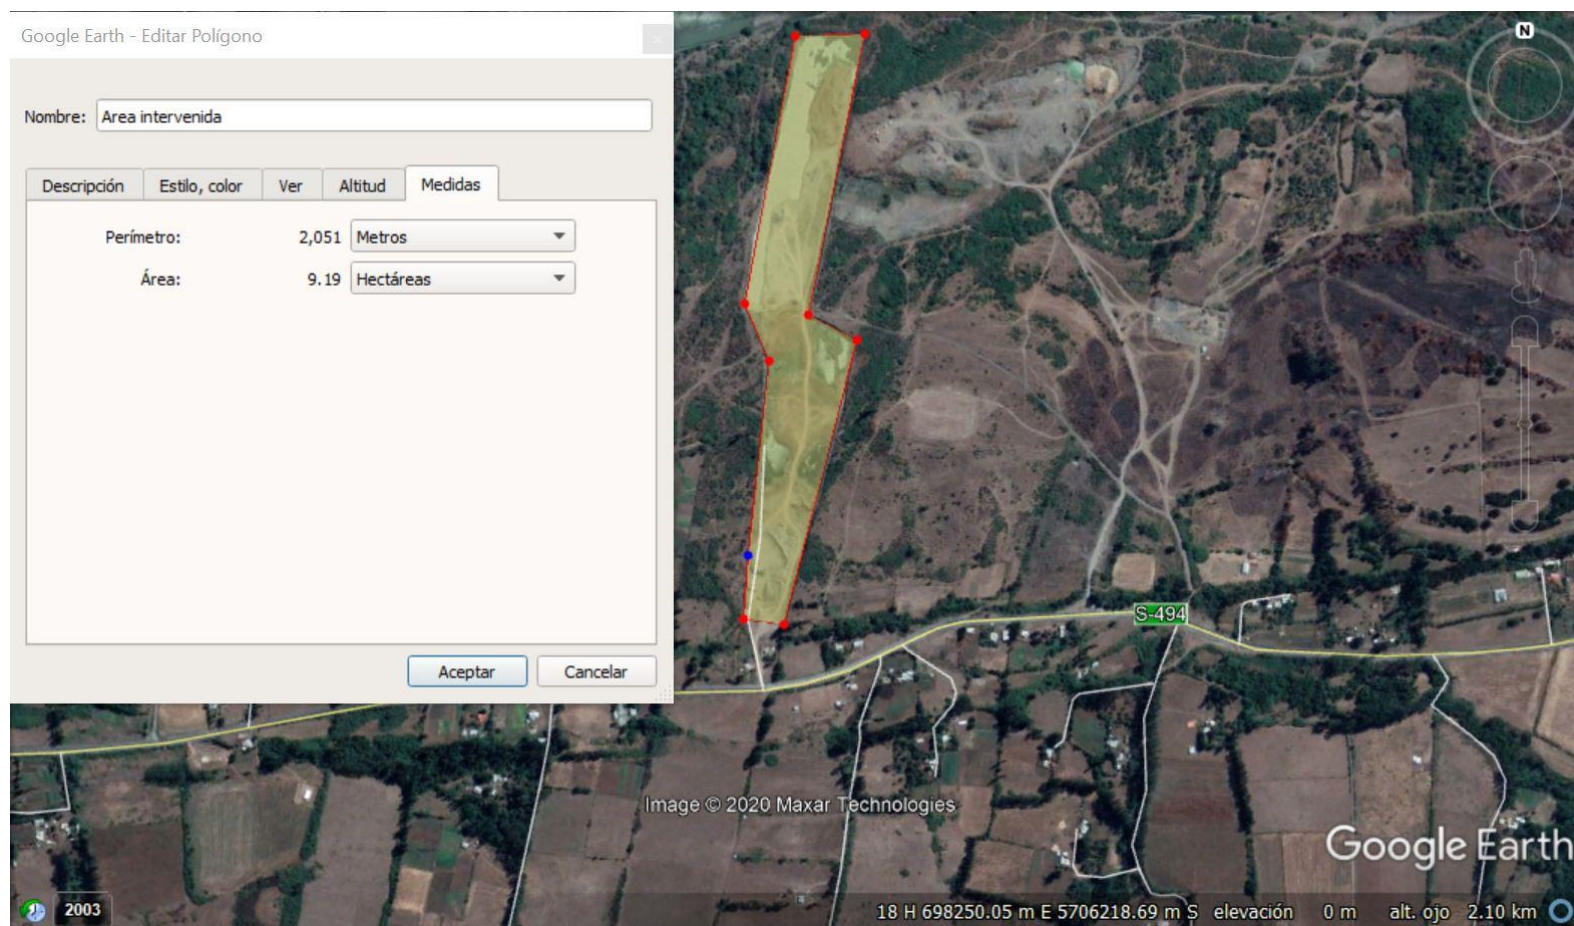 Google Earth - Editar Polígono
Nombre: Area intervenida
Descripción Estilo, color Ver Altitud Medidas
Perímetro: 2,051 Metros
Área: 9.19 Hectáreas
Aceptar Cancelar
N
S-494
Image © 2020 Maxar Technologies
Google Earth
2003
18 H 698250.05 m E 5706218.69 m S elevación 0 m alt. ojo 2.10 km